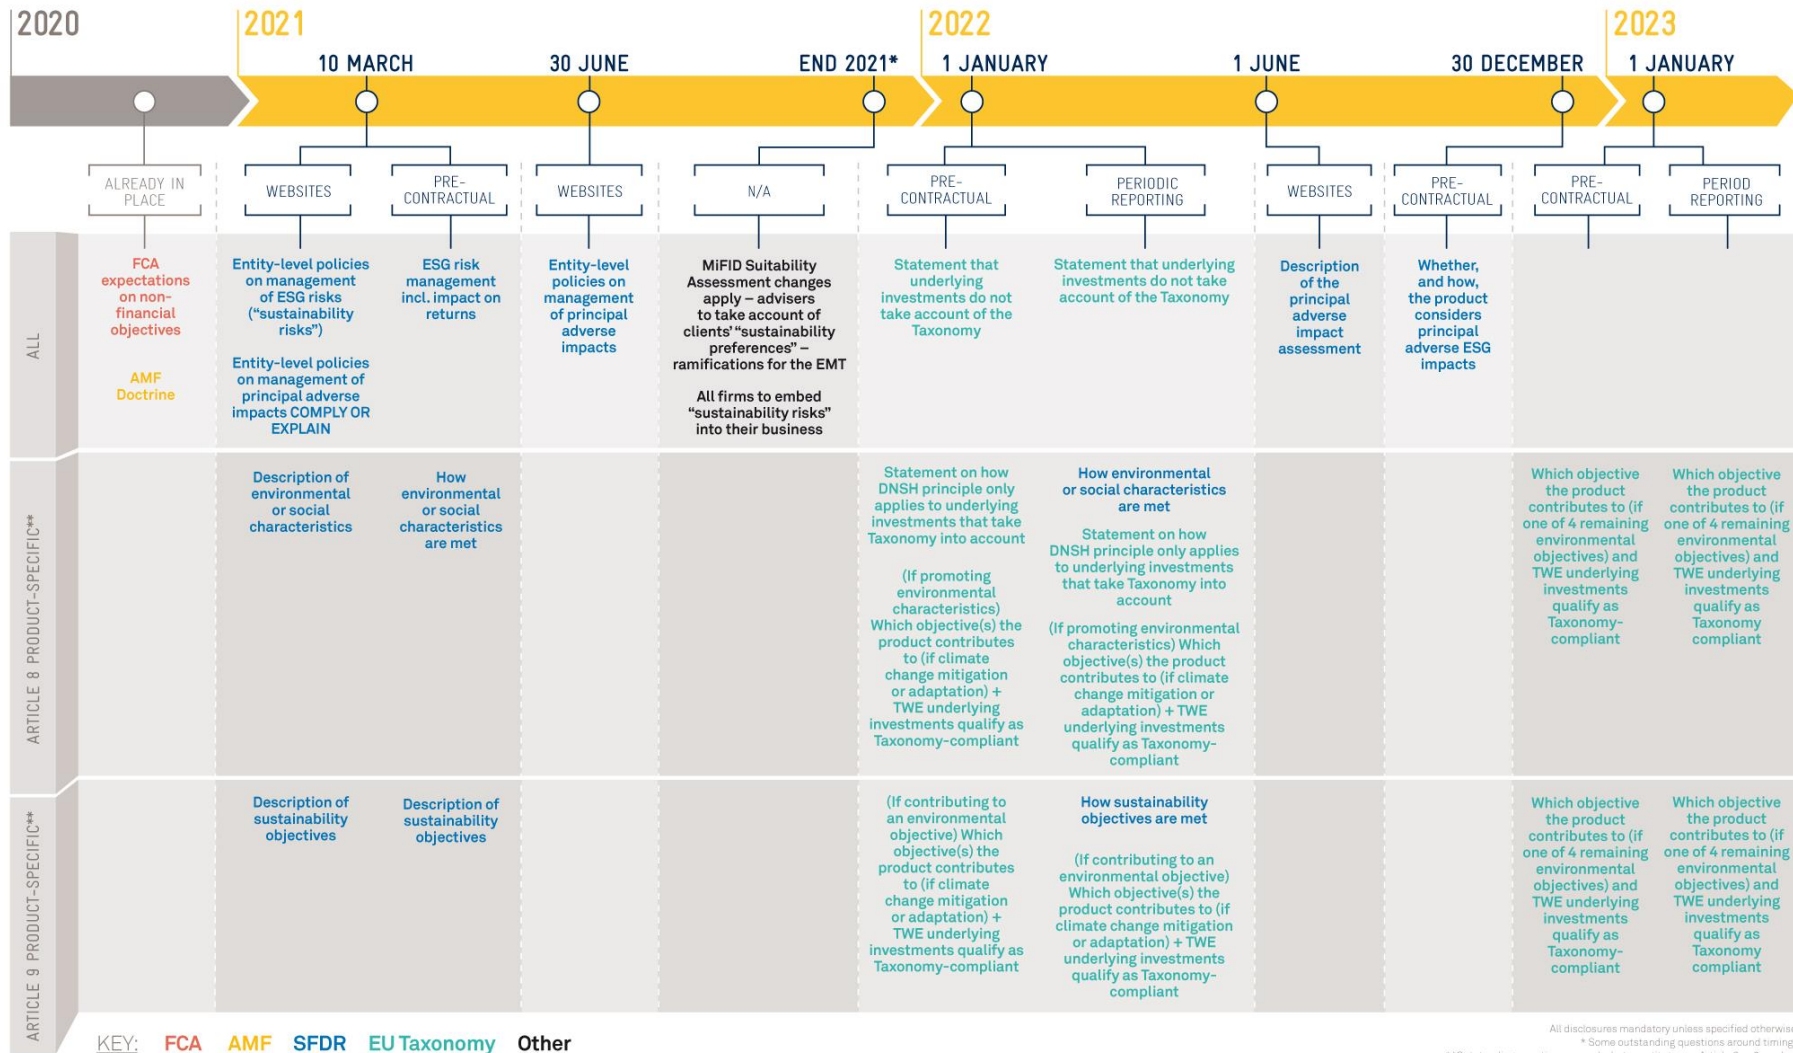 2020
2021
2022
2023
10 MARCH
30 JUNE
END 2021*
1 JANUARY
1 JUNE
30 DECEMBER
1 JANUARY
ALREADY IN
PLACE
WEBSITES
PRE-
CONTRACTUAL
WEBSITES
N/A
PRE-
CONTRACTUAL
PERIODIC
REPORTING
WEBSITES
PRE-
CONTRACTUAL
PRE-
CONTRACTUAL
PERIOD
REPORTING
ALL
FCA
expectations
on non-
financial
objectives
AMF
Doctrine
Entity-level policies
on management
of ESG risks
(“sustainability
risks”)
Entity-level policies
on management of
principal adverse
impacts COMPLY OR
EXPLAIN
ESG risk
management
incl. impact on
returns
Entity-level
policies on
management
of principal
adverse
impacts
MiFID Suitability
Assessment changes
apply – advisers
to take account of
clients’ “sustainability
preferences” –
ramifications for the EMT
All firms to embed
“sustainability risks”
into their business
Statement that
underlying
investments do not
take account of the
Taxonomy
Statement that underlying
investments do not take
account of the Taxonomy
Description
of the
principal
adverse
impact
assessment
Whether,
and how,
the product
considers
principal
adverse ESG
impacts
ARTICLE 8 PRODUCT-SPECIFIC**
Description of
environmental
or social
characteristics
How
environmental
or social
characteristics
are met
Statement on how
DNSH principle only
applies to underlying
investments that take
Taxonomy into account
(If promoting
environmental
characteristics)
Which objective(s) the
product contributes
to (if climate
change mitigation
or adaptation) +
TWE underlying
investments qualify as
Taxonomy-compliant
How environmental
or social characteristics
are met
Statement on how
DNSH principle only applies
to underlying investments
that take Taxonomy into
account
(If promoting environmental
characteristics) Which
objective(s) the product
contributes to (if climate
change mitigation or
adaptation) + TWE
underlying investments
qualify as Taxonomy-
compliant
Which objective
the product
contributes to (if
one of 4 remaining
environmental
objectives) and
TWE underlying
investments
qualify as
Taxonomy-
compliant
Which objective
the product
contributes to (if
one of 4 remaining
environmental
objectives) and
TWE underlying
investments
qualify as
Taxonomy
compliant
ARTICLE 9 PRODUCT-SPECIFIC**
Description of
sustainability
objectives
Description of
sustainability
objectives
(If contributing to
an environmental
objective) Which
objective(s) the
product contributes
to (if climate
change mitigation
or adaptation) +
TWE underlying
investments qualify as
Taxonomy-compliant
How sustainability
objectives are met
(If contributing to an
environmental objective)
Which objective(s) the
product contributes to (if
climate change mitigation
or adaptation) + TWE
underlying investments
qualify as Taxonomy-
compliant
Which objective
the product
contributes to (if
one of 4 remaining
environmental
objectives) and
TWE underlying
investments
qualify as
Taxonomy-
compliant
Which objective
the product
contributes to (if
one of 4 remaining
environmental
objectives) and
TWE underlying
investments
qualify as
Taxonomy
compliant
KEY: FCA AMF SFDR EU Taxonomy Other
All disclosures mandatory unless specified otherwise
* Some outstanding questions around timing